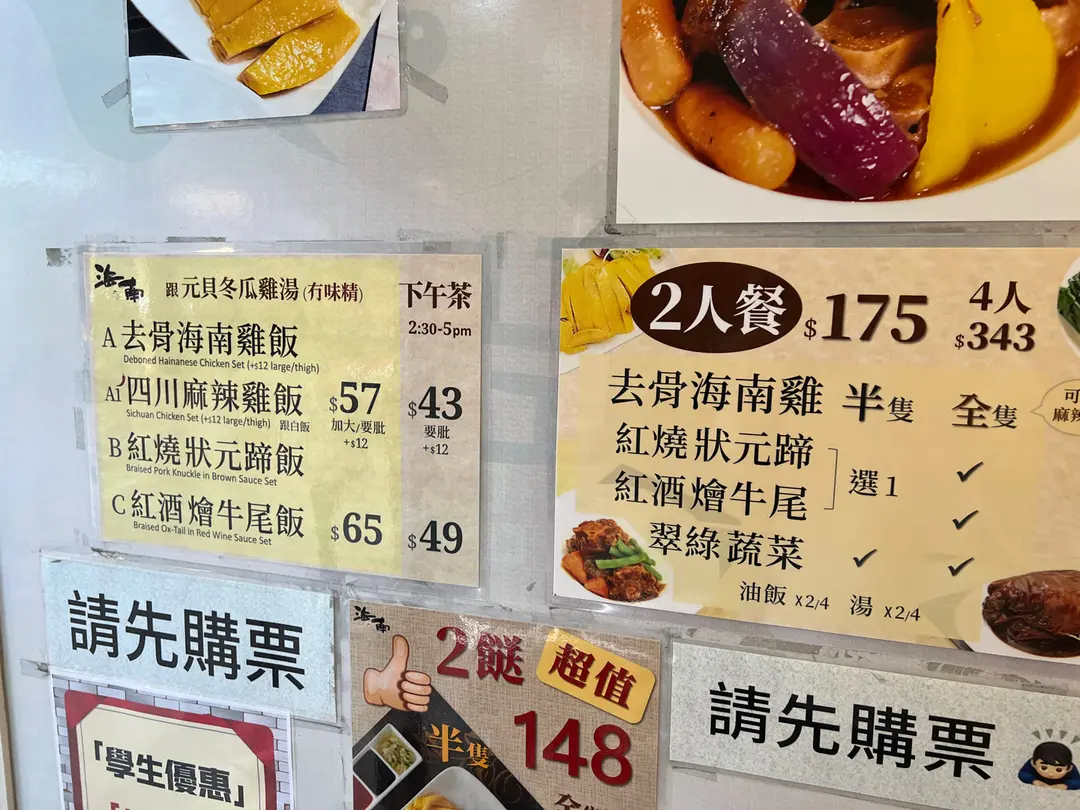 海南 跟 元貝冬瓜雞湯(冇味精) 下午茶
2:30-5pm
A 去骨海南雞飯
Deboned Hainanese Chicken Set (+$12 large/thigh)
A1 四川麻辣雞飯 $57 $43
Sichuan Chicken Set (+$12 large/thigh) 跟白飯 加大/要肶 要肶
+$12 +$12
B 紅燒狀元蹄飯
Braised Pork Knuckle in Brown Sauce Set
C 紅酒燴牛尾飯 $65 $49
Braised Ox-Tail in Red Wine Sauce Set
2人餐 $175 4人
$343
去骨海南雞 半隻 全隻
可
麻辣
紅燒狀元蹄 選1 ✓
紅酒燴牛尾 ✓
翠綠蔬菜 ✓ ✓
油飯 x2/4 湯 x2/4
請先購票
「學生優惠」
海南
2餸 超值
半隻 148
請先購票